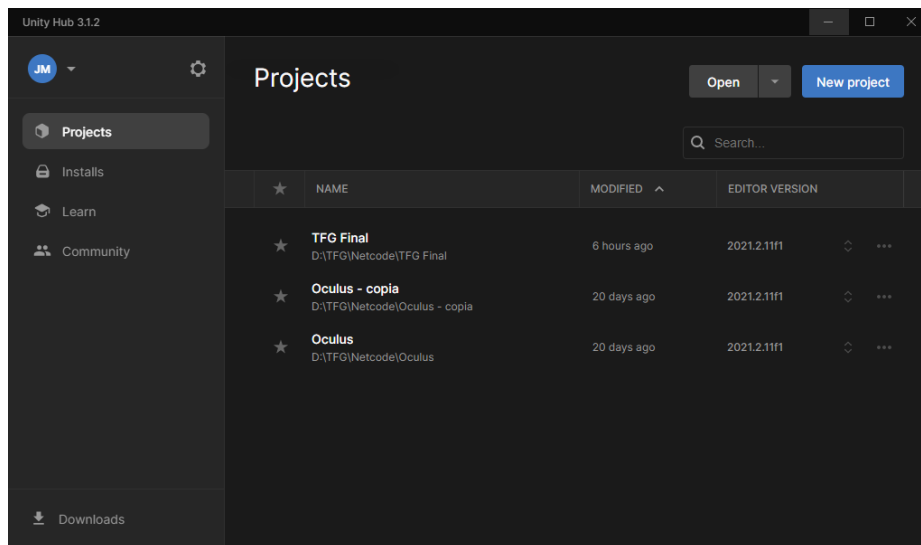 Unity Hub 3.1.2
JM
Projects
Installs
Learn
Community
Downloads
Projects
Open
New project
Search...
NAME MODIFIED EDITOR VERSION
TFG Final
D:\TFG\Netcode\TFG Final
6 hours ago 2021.2.11f1
Oculus - copia
D:\TFG\Netcode\Oculus - copia
20 days ago 2021.2.11f1
Oculus
D:\TFG\Netcode\Oculus
20 days ago 2021.2.11f1